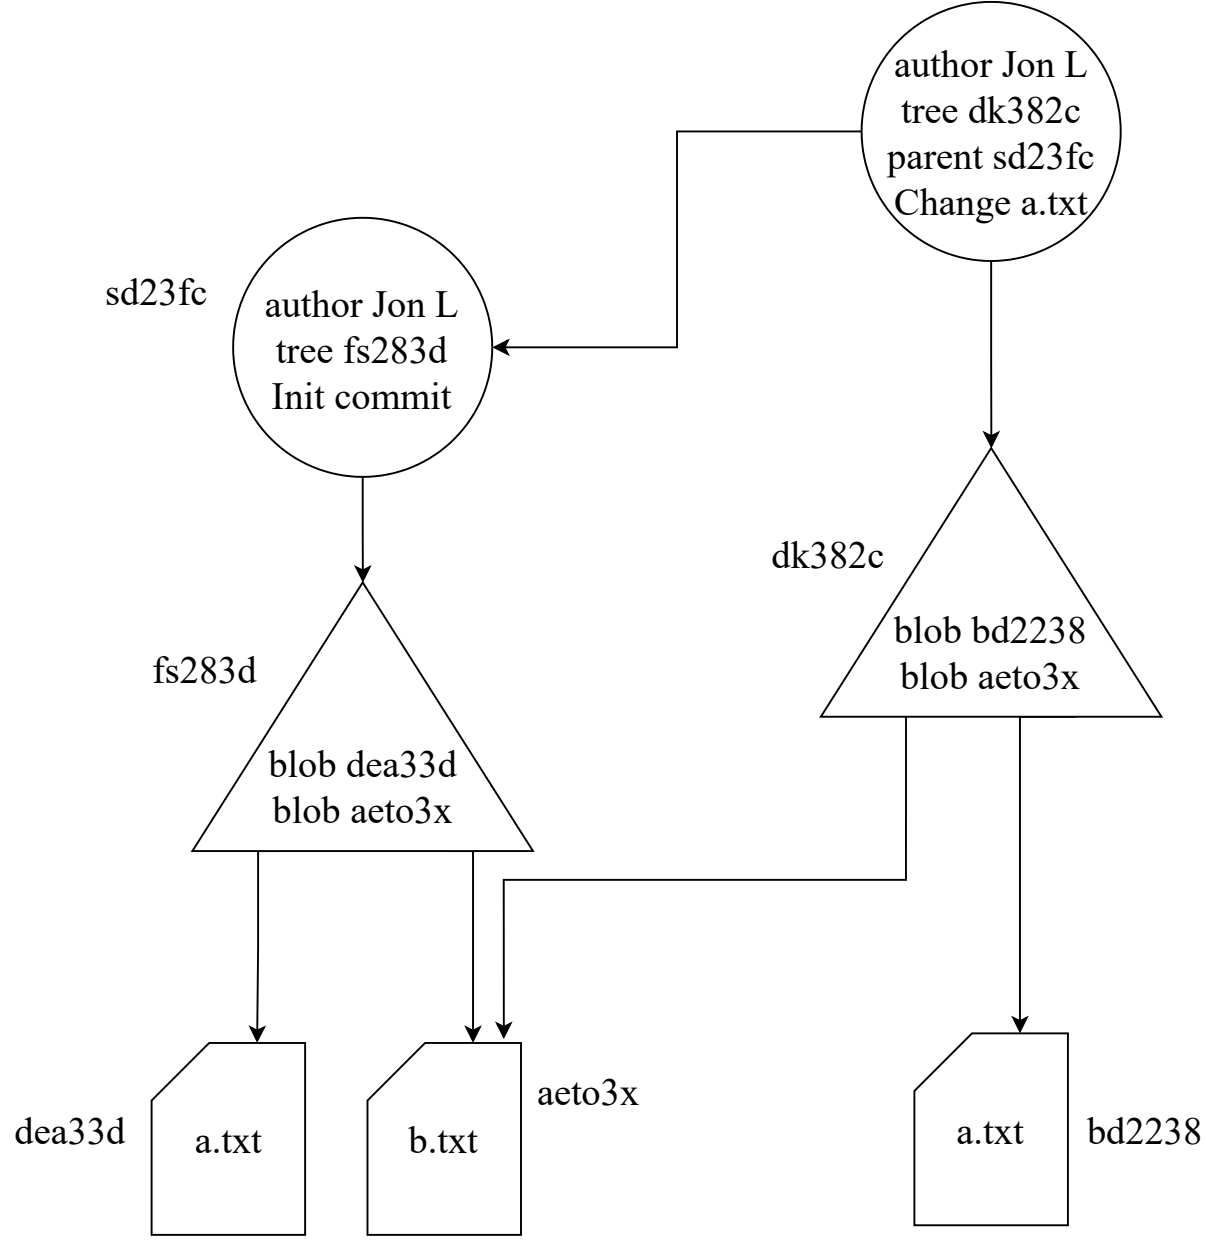 author Jon L
tree dk382c
parent sd23fc
Change a.txt
sd23fc
author Jon L
tree fs283d
Init commit
dk382c
blob bd2238
blob aeto3x
fs283d
blob dea33d
blob aeto3x
dea33d
a.txt
b.txt
aeto3x
a.txt
bd2238